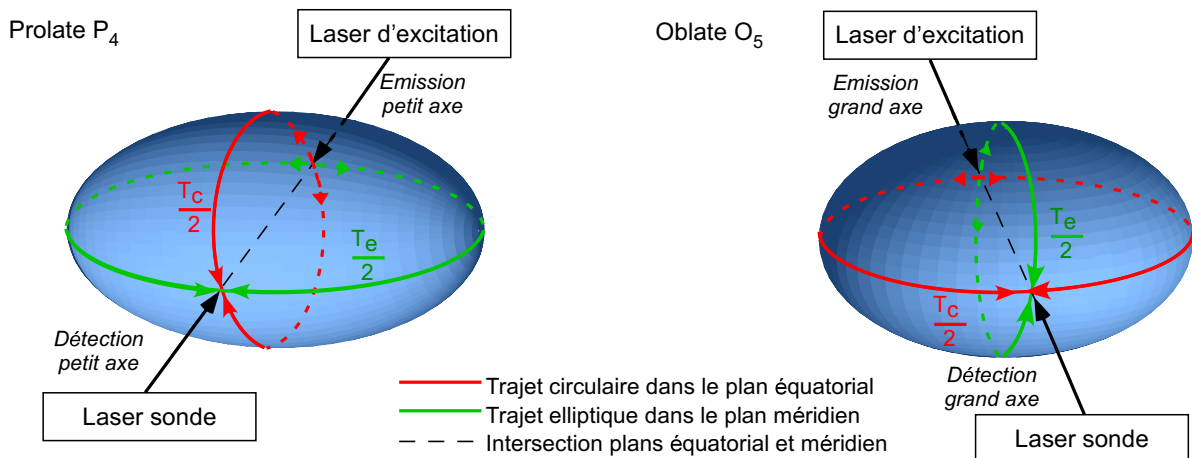 Prolate P4
Laser d'excitation
Emission
petit axe
Tc
2
Te
2
Détection
petit axe
Laser sonde
Oblate O5
Laser d'excitation
Emission
grand axe
Te
2
Tc
2
Détection
grand axe
Laser sonde
Trajet circulaire dans le plan équatorial
Trajet elliptique dans le plan méridien
Intersection plans équatorial et méridien